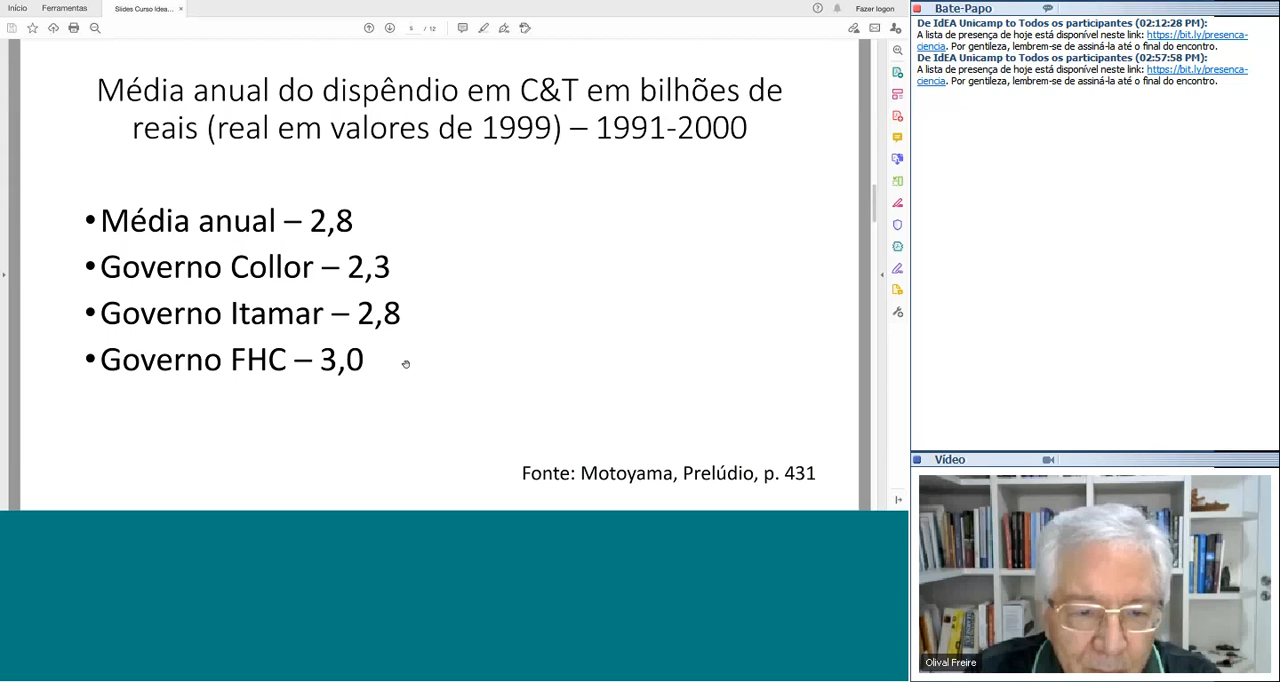 Início
Ferramentas
Slides Curso Idea...
×
?
Fazer logon
5 / 12
Média anual do dispêndio em C&T em bilhões de
reais (real em valores de 1999) – 1991-2000
•Média anual – 2,8
•Governo Collor – 2,3
•Governo Itamar – 2,8
•Governo FHC – 3,0
Fonte: Motoyama, Prelúdio, p. 431
Bate-Papo
De IdEA Unicamp to Todos os participantes (02:12:28 PM):
A lista de presença de hoje está disponível neste link: https://bit.ly/presenca-
ciencia. Por gentileza, lembrem-se de assiná-la até o final do encontro.
De IdEA Unicamp to Todos os participantes (02:57:58 PM):
A lista de presença de hoje está disponível neste link: https://bit.ly/presenca-
ciencia. Por gentileza, lembrem-se de assiná-la até o final do encontro.
Vídeo
Olival Freire